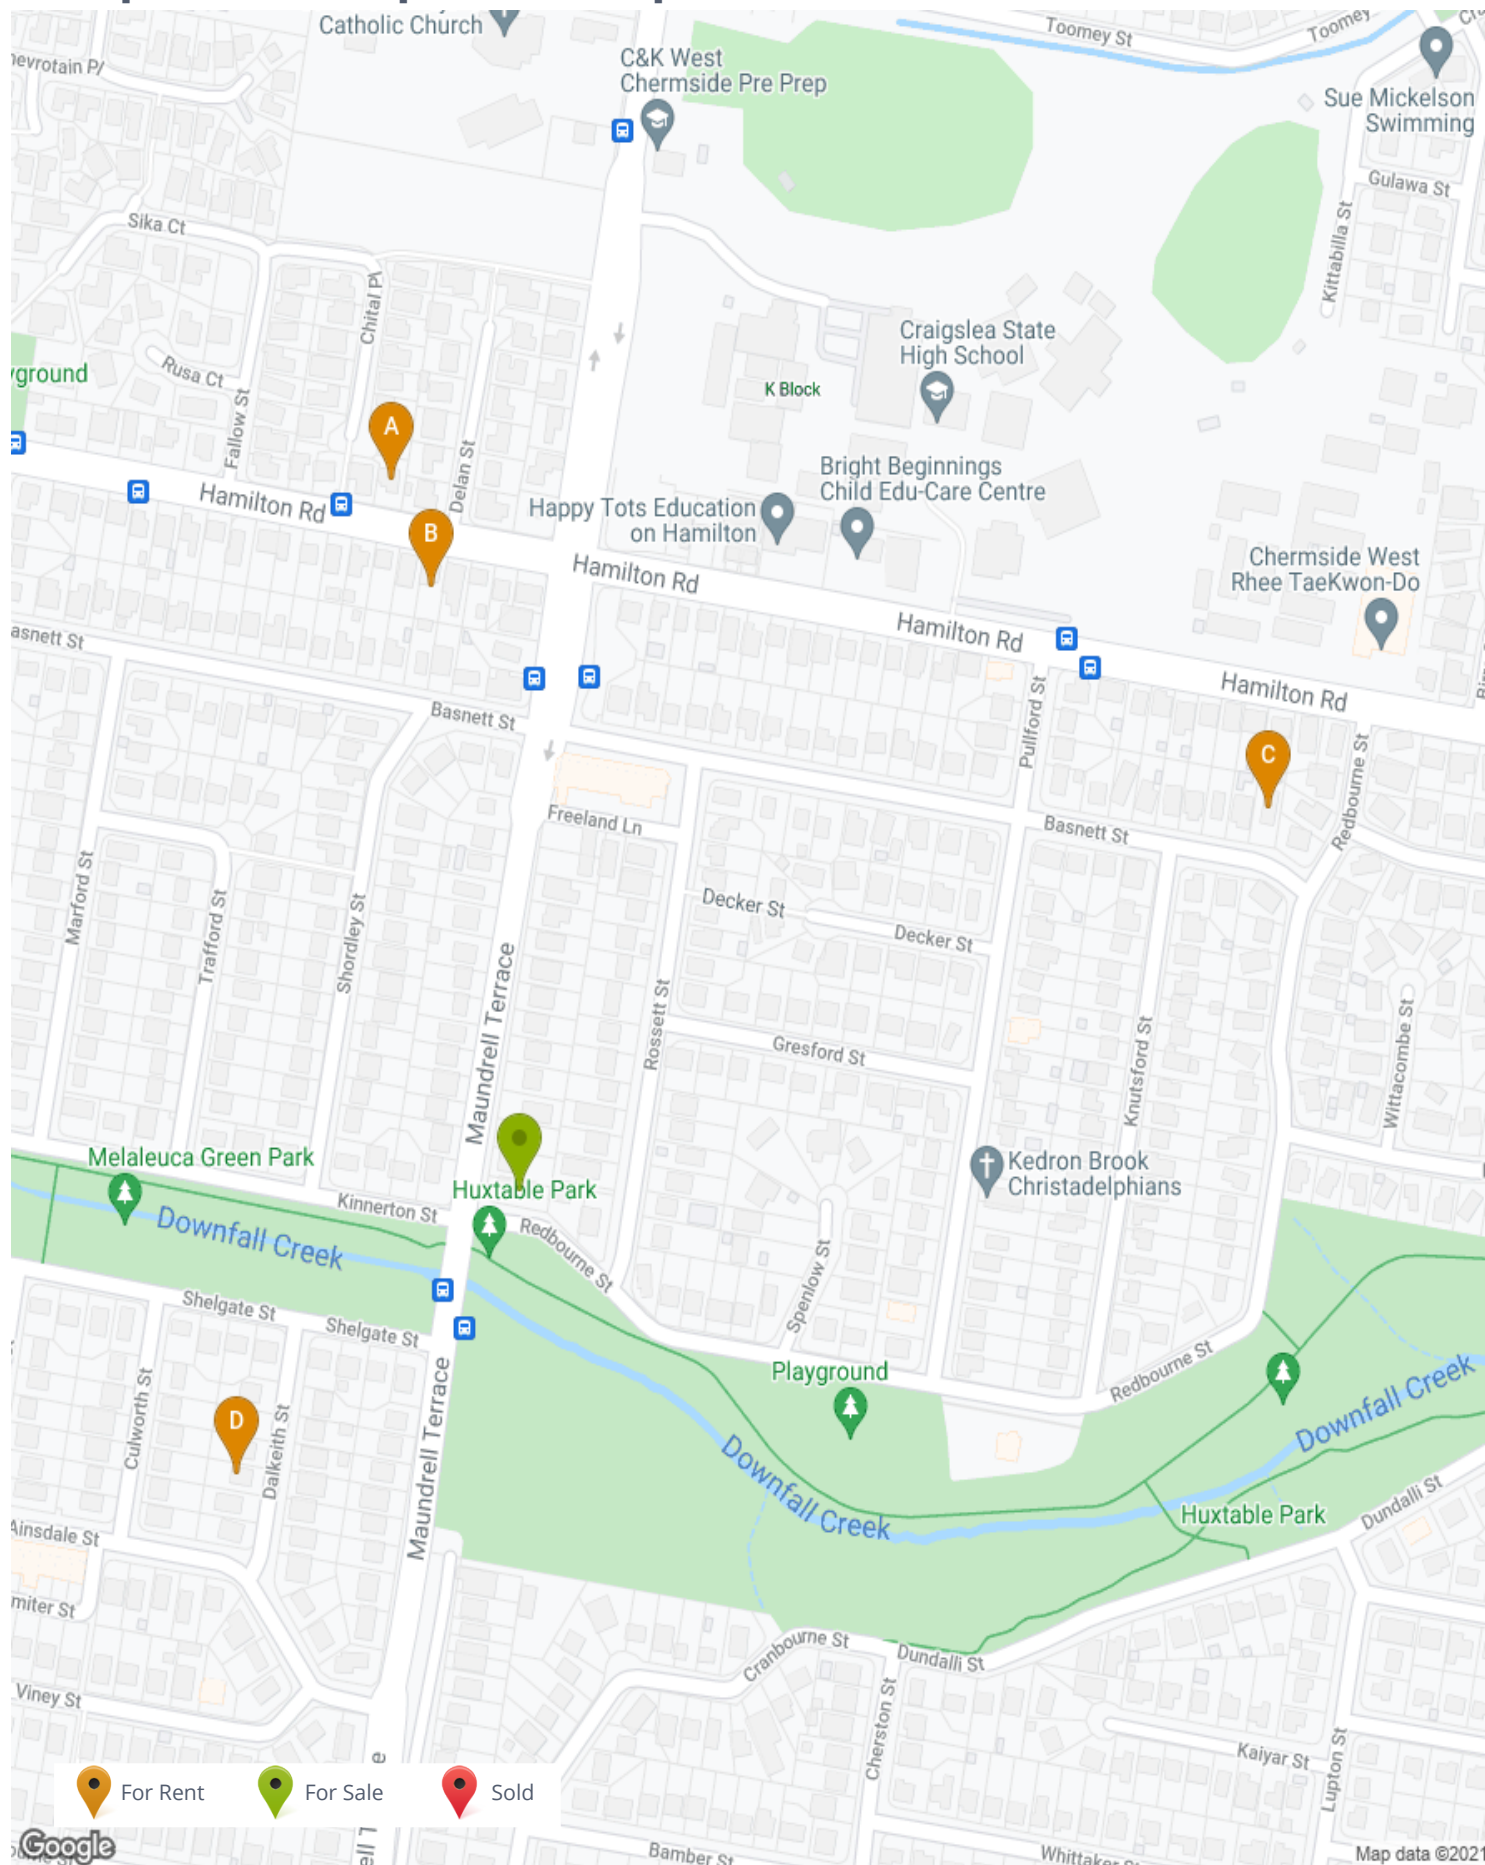 Catholic Church
C&K West
Chermside Pre Prep
Toomey St
Toomey
Sue Mickelson
Swimming
Gulawa St
Kittabilla St
Sika Ct
Chital Pl
Rusa Ct
Fallow St
Delan St
Craigslea State
High School
K Block
A
Bright Beginnings
Child Edu-Care Centre
Happy Tots Education
on Hamilton
Hamilton Rd
B
Hamilton Rd
Hamilton Rd
Chermside West
Rhee TaeKwon-Do
Hamilton Rd
Basnett St
Pullford St
C
Redbourne St
Freeland Ln
Basnett St
Marford St
Trafford St
Shordley St
Maundrell Terrace
Decker St
Decker St
Rossett St
Gresford St
Knutsford St
Wittacombe St
Melaleuca Green Park
Huxtable Park
Kedron Brook
Christadelphians
Kinnerton St
Downfall Creek
Redbourne St
Spenlow St
Shelgate St
Shelgate St
Playground
Redbourne St
Culworth St
D
Dalkeith St
Maundrell Terrace
Downfall Creek
Downfall Creek
Huxtable Park
Dundalli St
Ainsdale St
Cranbourne St
Dundalli St
Viney St
Cherston St
Kaiyar St
Lupton St
For Rent
For Sale
Sold
Google
Bamber St
Whittaker St
Map data ©2021